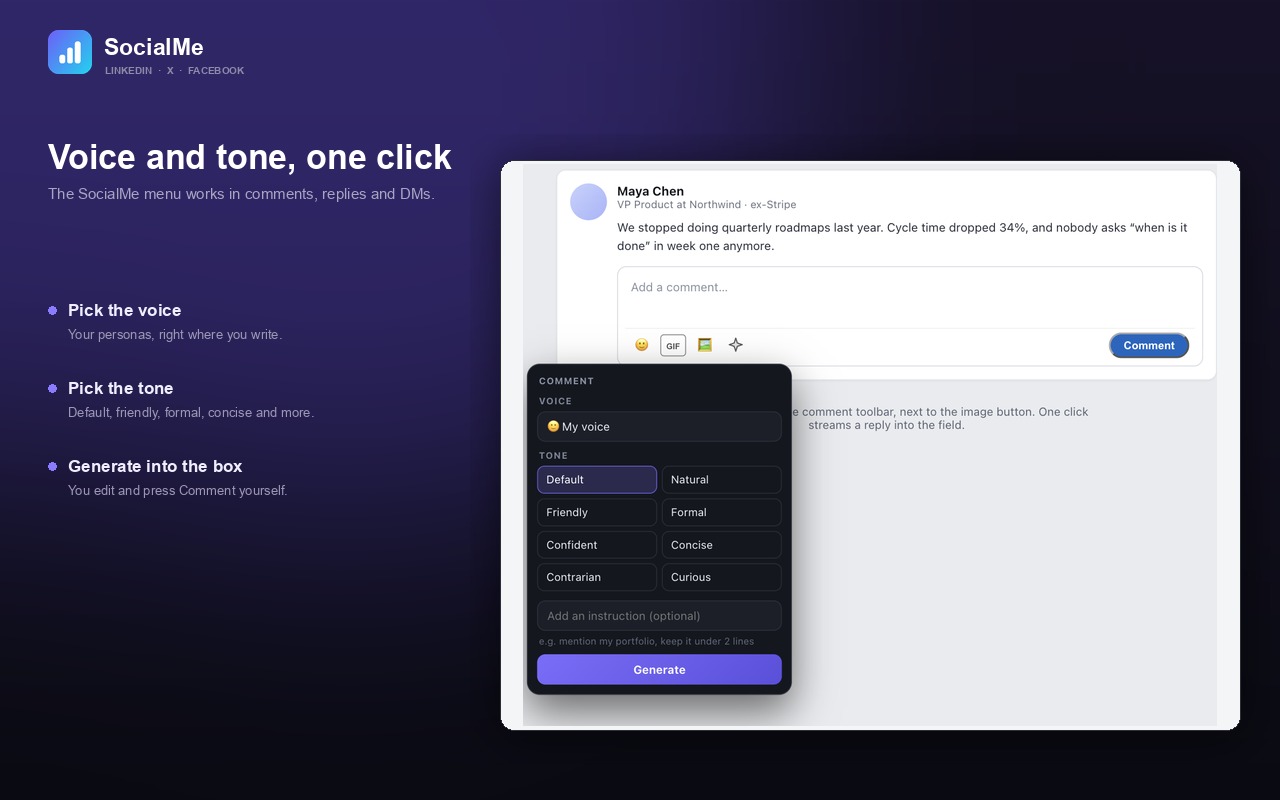 SocialMe
LINKEDIN · X · FACEBOOK
Voice and tone, one click
The SocialMe menu works in comments, replies and DMs.
Pick the voice
Your personas, right where you write.
Pick the tone
Default, friendly, formal, concise and more.
Generate into the box
You edit and press Comment yourself.
Maya Chen
VP Product at Northwind · ex-Stripe
We stopped doing quarterly roadmaps last year. Cycle time dropped 34%, and nobody asks “when is it
done” in week one anymore.
Add a comment...
GIF
Comment
comment toolbar, next to the image button. One click
streams a reply into the field.
COMMENT
VOICE
My voice
TONE
Default
Natural
Friendly
Formal
Confident
Concise
Contrarian
Curious
Add an instruction (optional)
e.g. mention my portfolio, keep it under 2 lines
Generate